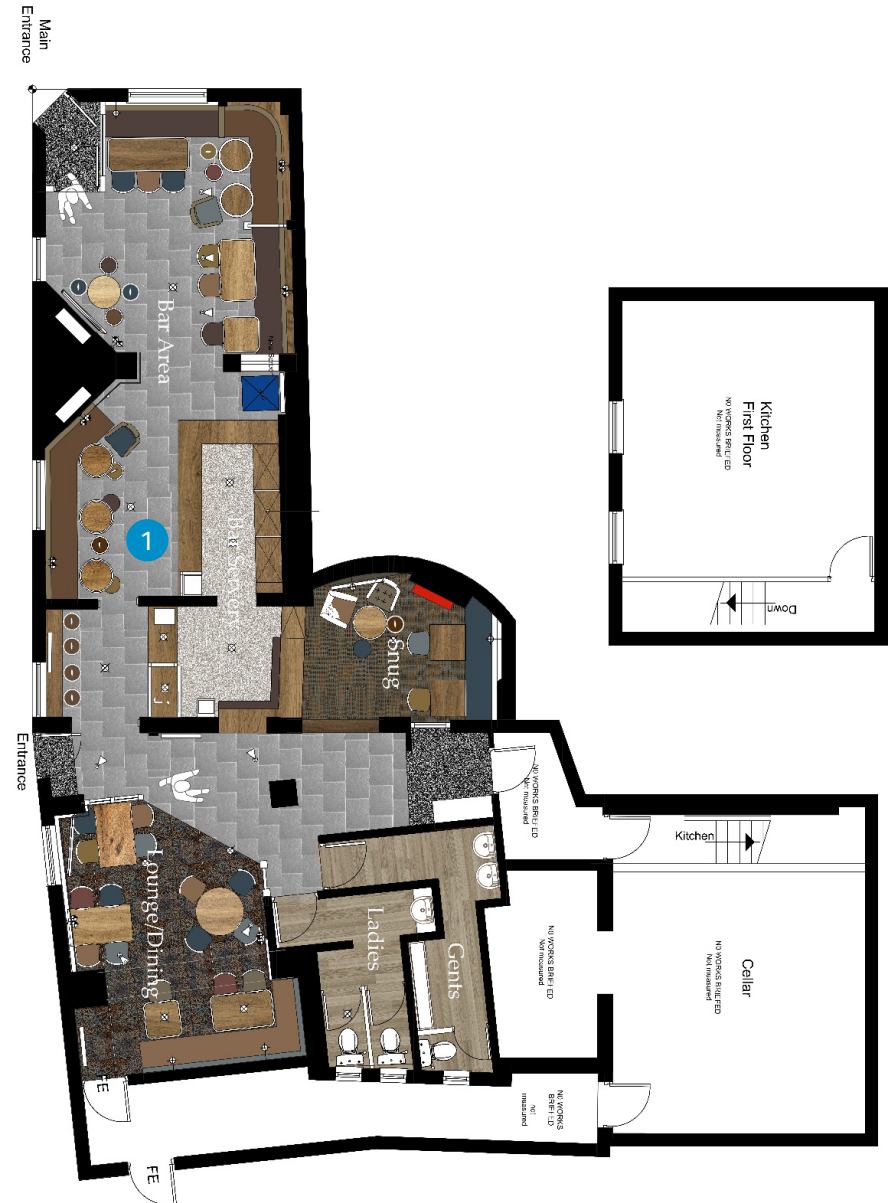 Main
Entrance
Bar Area
1
Bar Servery
Snug
Entrance
Lounge/Dining
Ladies
Gents
FE
FE
Kitchen
First Floor
NO WORKS BRIEFED
Not measured
Down
NO WORKS BRIEFED
Not measured
Kitchen
NO WORKS BRIEFED
Not measured
Cellar
NO WORKS BRIEFED
Not measured
NO WORKS
BRIEFED
not
measured